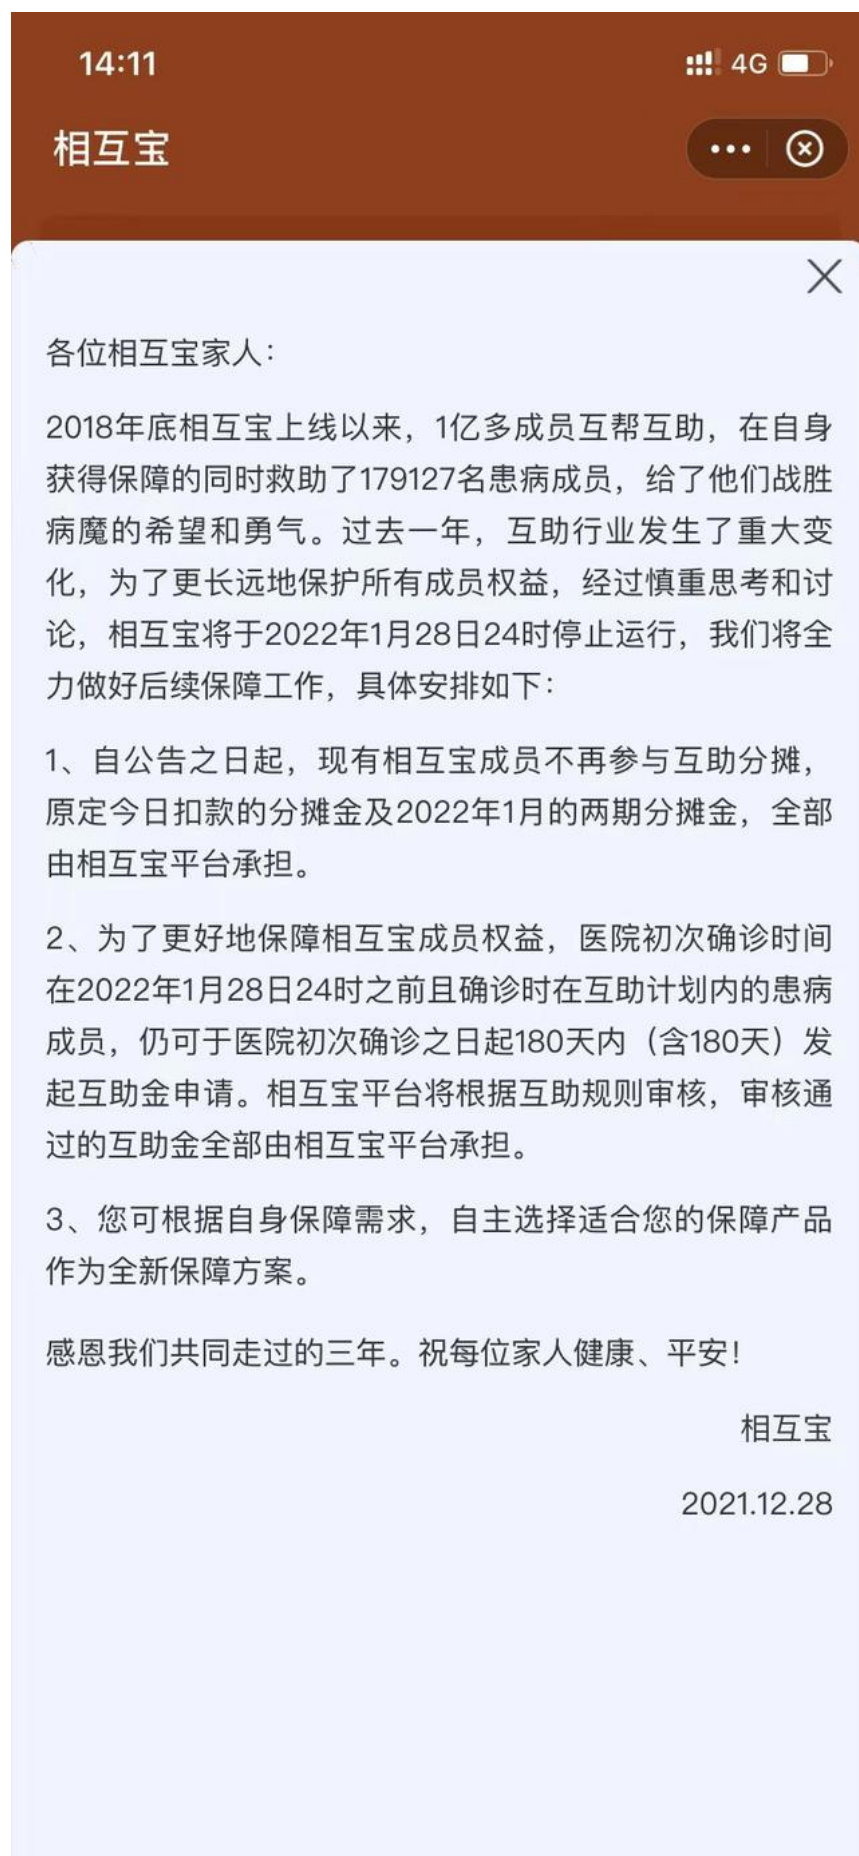 14:11
4G
相互宝
各位相互宝家人：
2018年底相互宝上线以来，1亿多成员互帮互助，在自身
获得保障的同时救助了179127名患病成员，给了他们战胜
病魔的希望和勇气。过去一年，互助行业发生了重大变
化，为了更长远地保护所有成员权益，经过慎重思考和讨
论，相互宝将于2022年1月28日24时停止运行，我们将全
力做好后续保障工作，具体安排如下：
1、自公告之日起，现有相互宝成员不再参与互助分摊，
原定今日扣款的分摊金及2022年1月的两期分摊金，全部
由相互宝平台承担。
2、为了更好地保障相互宝成员权益，医院初次确诊时间
在2022年1月28日24时之前且确诊时在互助计划内的患病
成员，仍可于医院初次确诊之日起180天内（含180天）发
起互助金申请。相互宝平台将根据互助规则审核，审核通
过的互助金全部由相互宝平台承担。
3、您可根据自身保障需求，自主选择适合您的保障产品
作为全新保障方案。
感恩我们共同走过的三年。祝每位家人健康、平安！
相互宝
2021.12.28